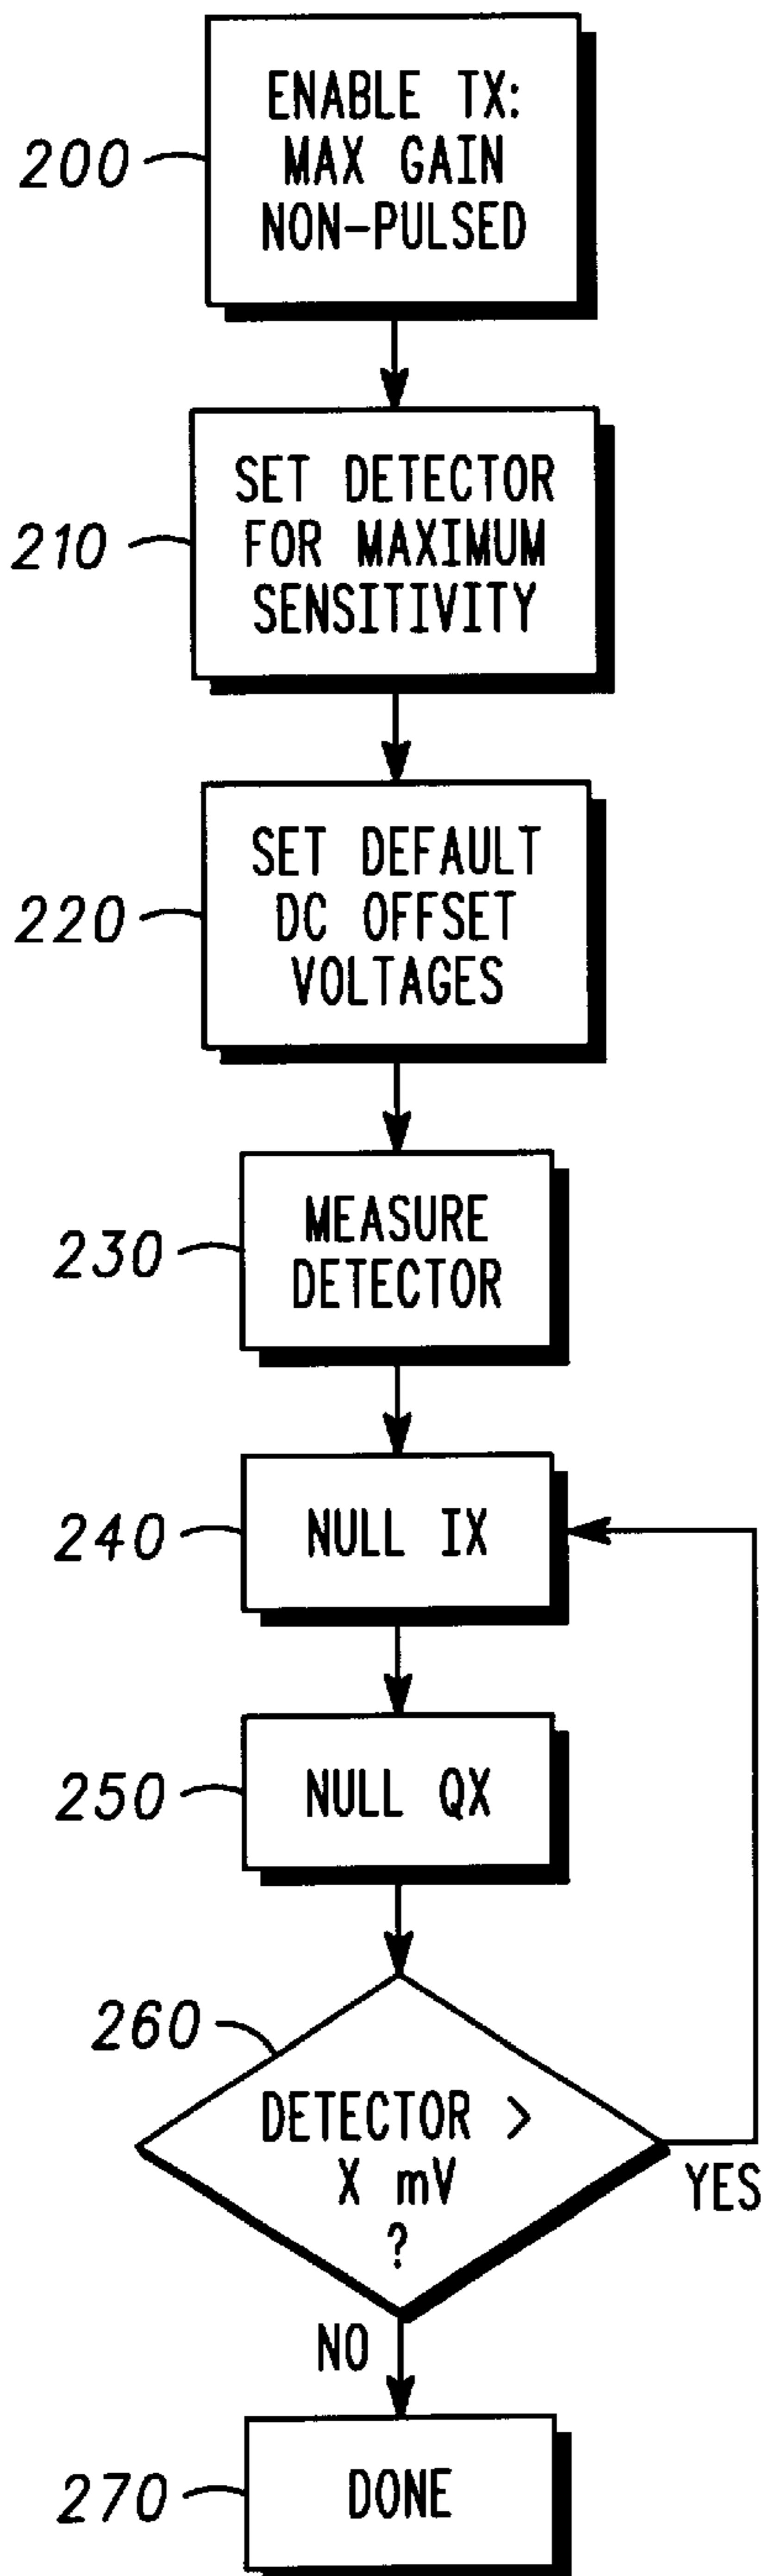 200
ENABLE TX:
MAX GAIN
NON-PULSED
210
SET DETECTOR
FOR MAXIMUM
SENSITIVITY
220
SET DEFAULT
DC OFFSET
VOLTAGES
230
MEASURE
DETECTOR
240
NULL IX
250
NULL QX
260
DETECTOR >
X mV
?
YES
NO
270
DONE